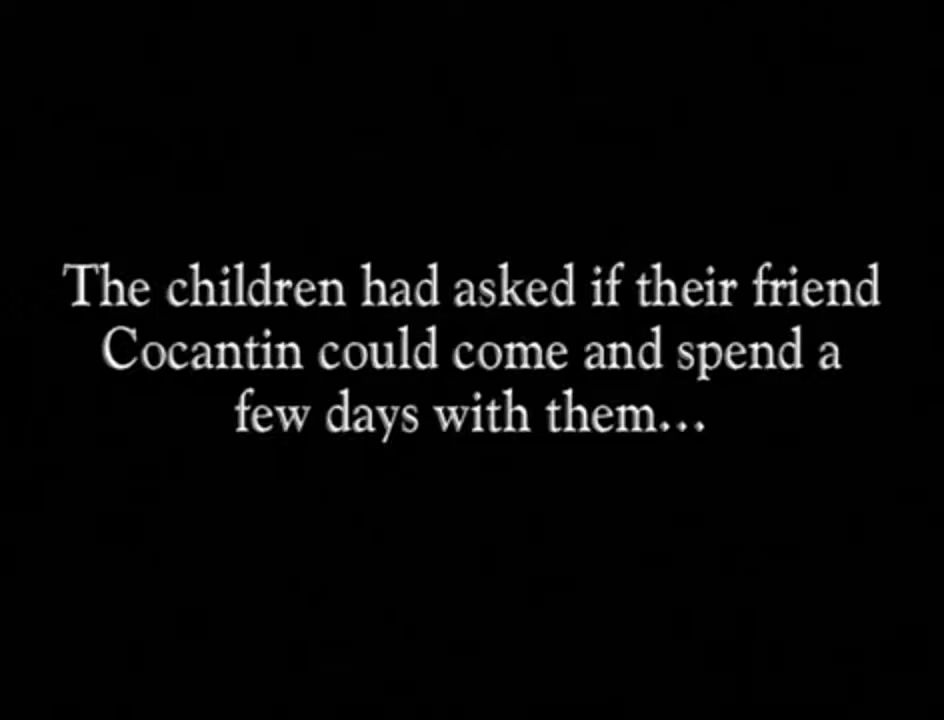 The children had asked if their friend
Cocantin could come and spend a
few days with them...